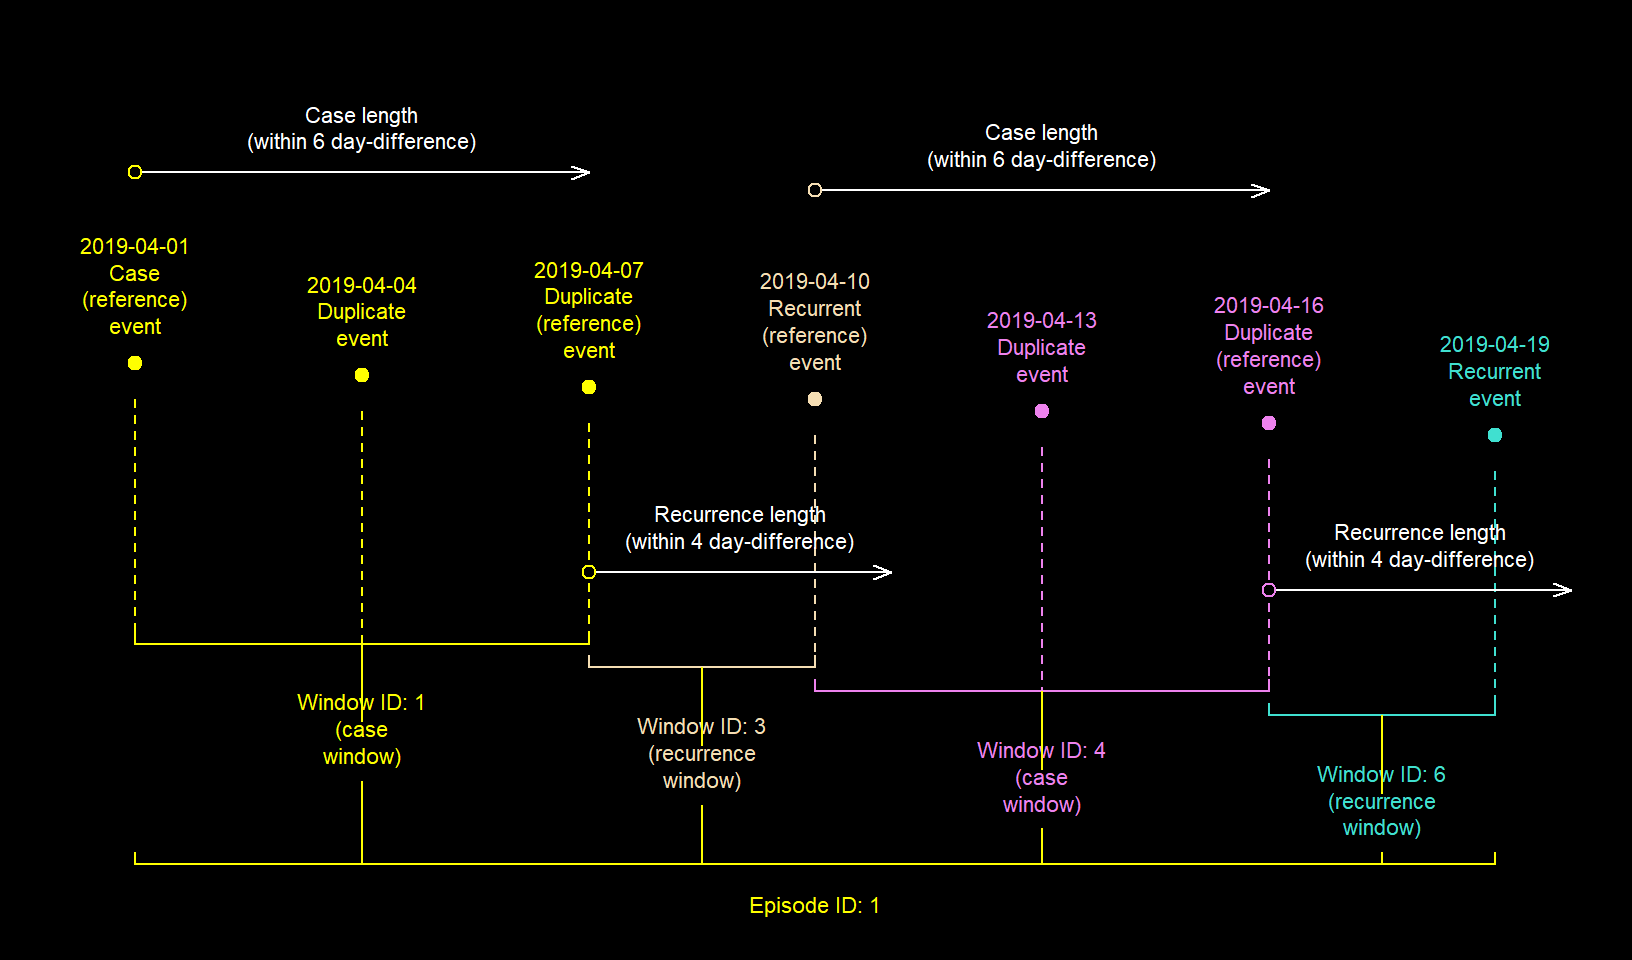 Case length
(within 6 day-difference)
Case length
(within 6 day-difference)
2019-04-01
Case
(reference)
event
2019-04-04
Duplicate
event
2019-04-07
Duplicate
(reference)
event
2019-04-10
Recurrent
(reference)
event
2019-04-13
Duplicate
event
2019-04-16
Duplicate
(reference)
event
2019-04-19
Recurrent
event
Recurrence length
(within 4 day-difference)
Recurrence length
(within 4 day-difference)
Window ID: 1
(case
window)
Window ID: 3
(recurrence
window)
Window ID: 4
(case
window)
Window ID: 6
(recurrence
window)
Episode ID: 1